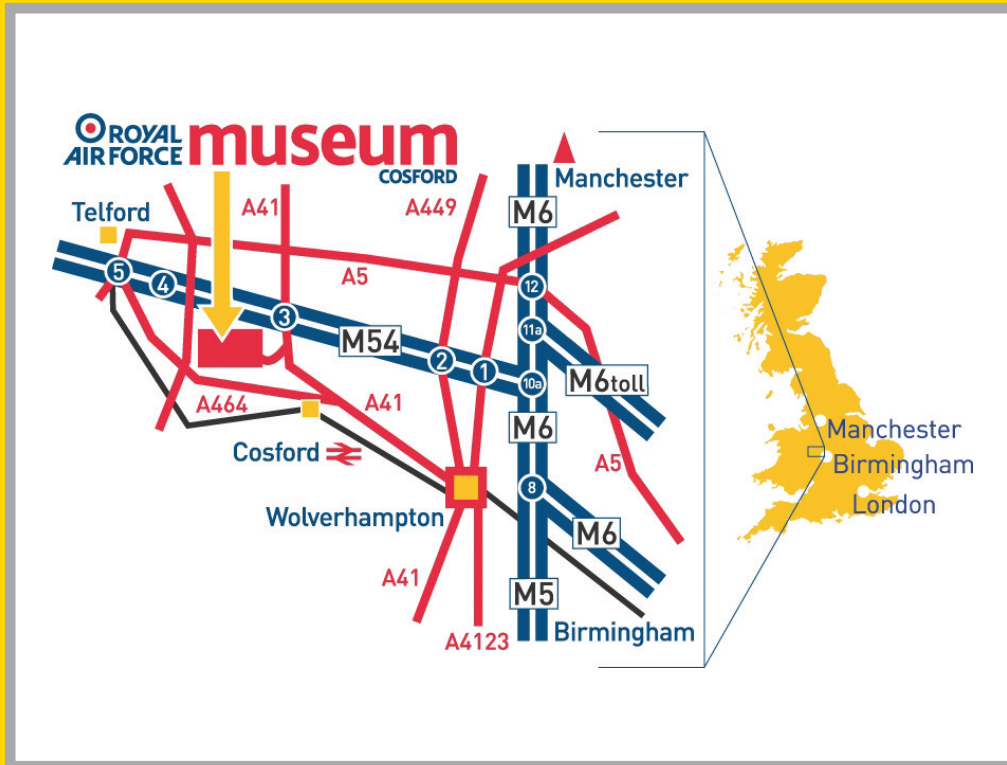 ROYAL
AIR FORCE
museum
COSFORD
Manchester
Telford
A41
A449
M6
5
4
A5
12
3
11a
M54
2
1
10a
M6toll
A464
A41
M6
Cosford
A5
8
Wolverhampton
M6
A41
M5
A4123
Birmingham
Manchester
Birmingham
London